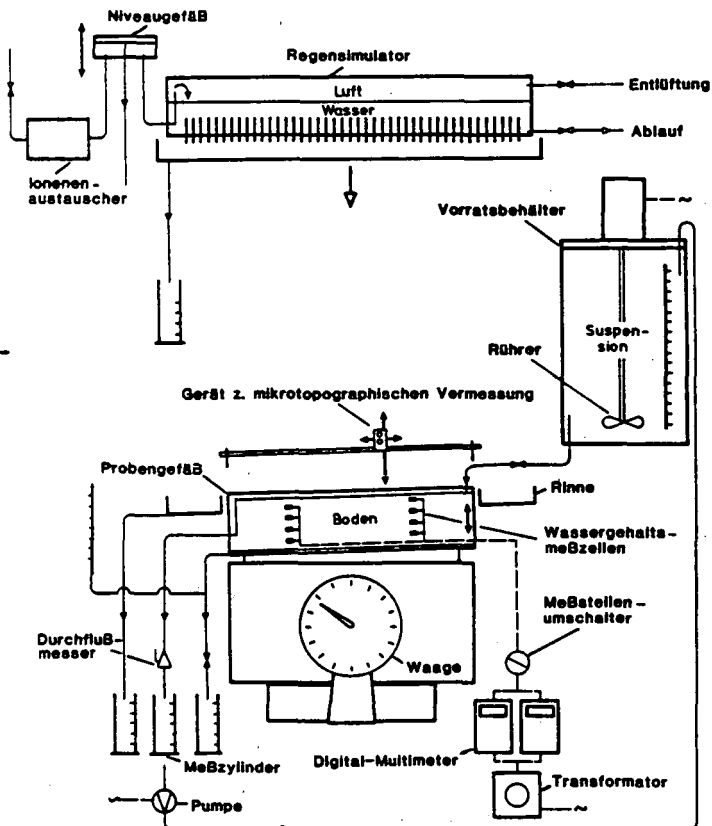 Niveaugefäß
Regensimulator
Luft
Entlüftung
Wasser
Ablauf
Ionenen-
austauscher
Vorratsbehälter
~
Suspen-
sion
Rührer
Gerät z. mikrotopographischen Vermessung
Probengefäß
Rinne
Boden
Wassergehalts-
meßzellen
Meßstellen-
umschalter
Durchfluß-
messer
Waage
Meßzylinder
Digital-Multimeter
Transformator
~
~
Pumpe